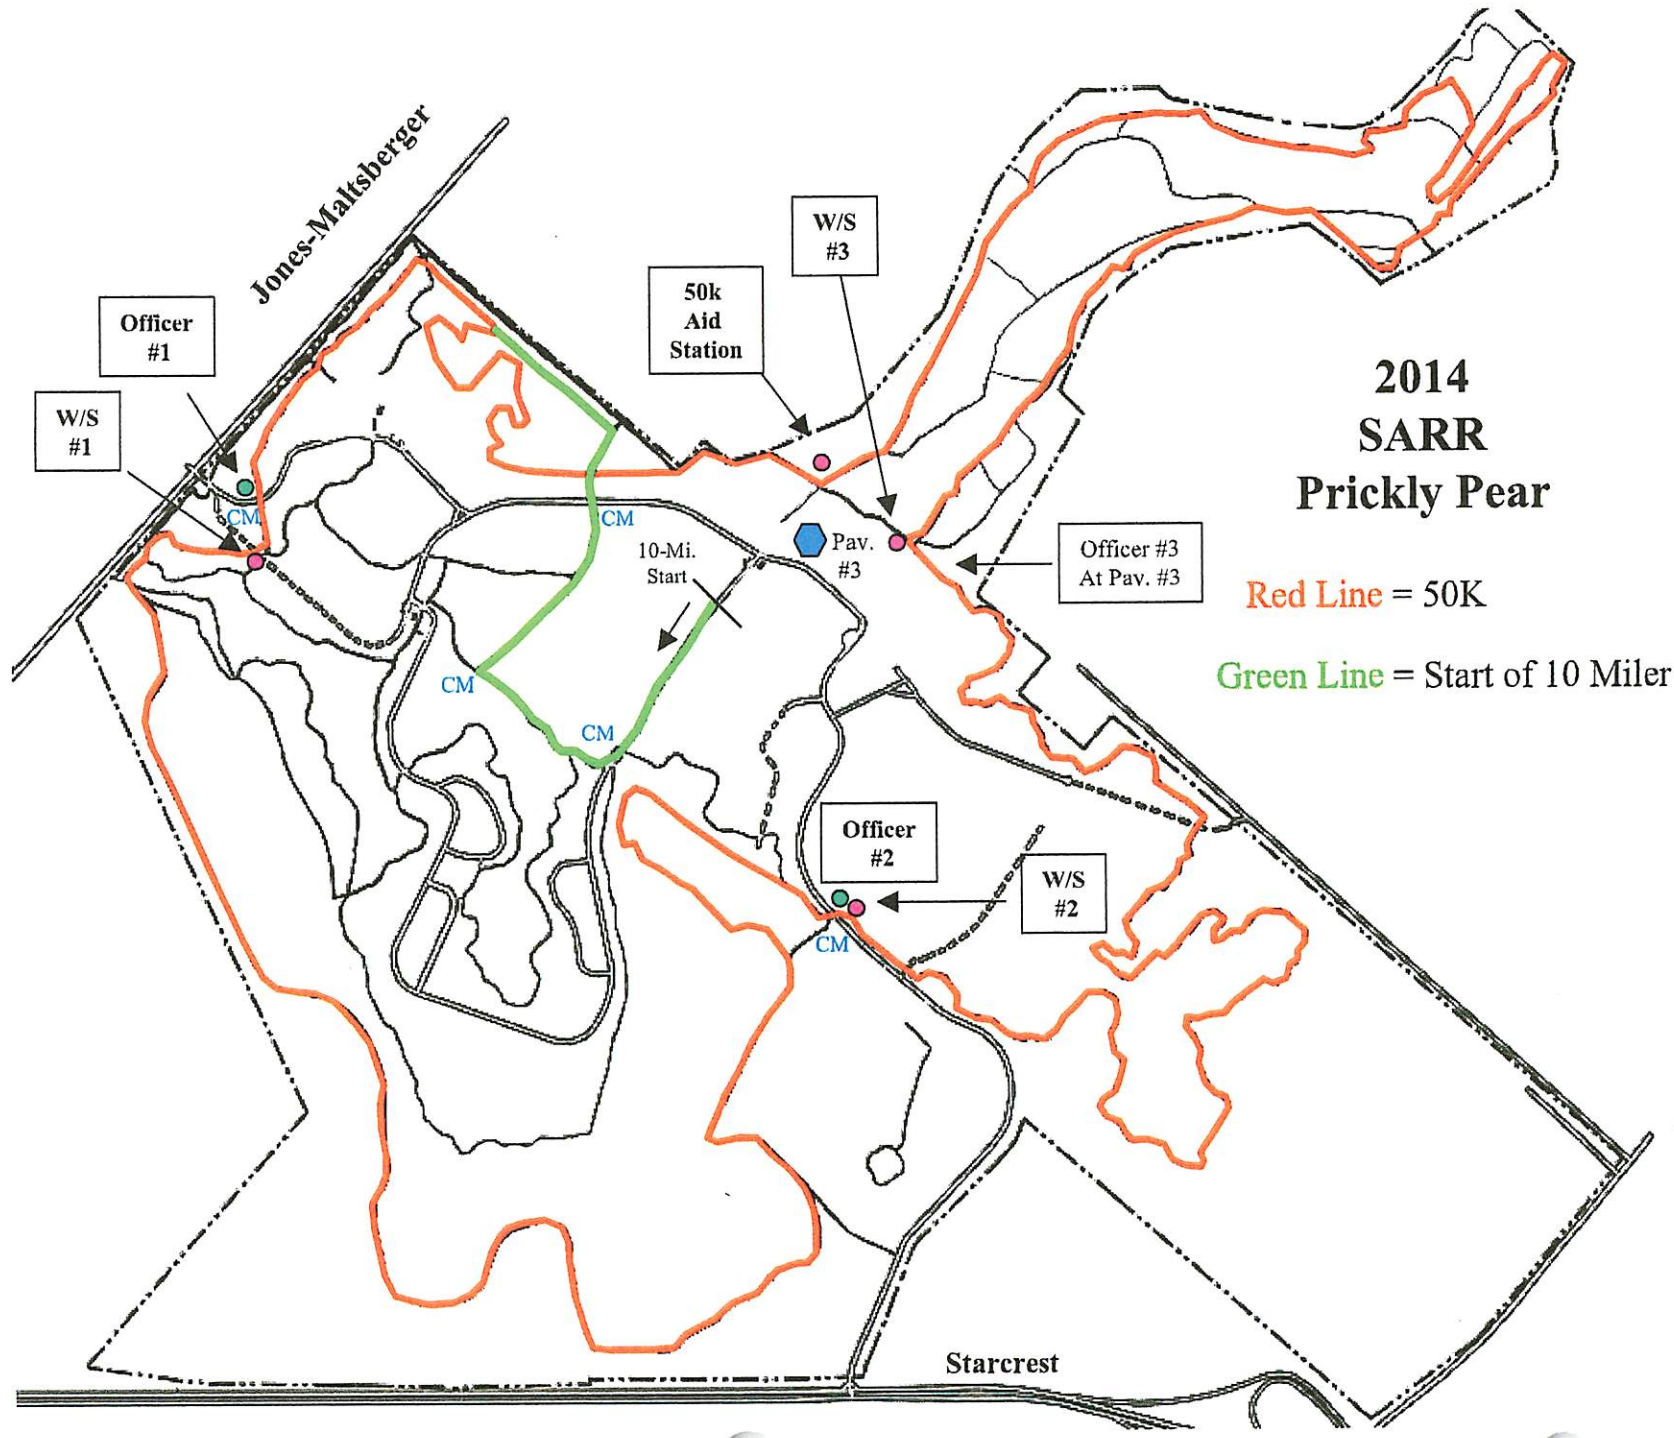 Jones-Maltsberger
Officer
#1
W/S
#1
50k
Aid
Station
W/S
#3
2014
SARR
Prickly Pear
CM
CM
10-Mi.
Start
Pav.
#3
Officer #3
At Pav. #3
Red Line = 50K
Green Line = Start of 10 Miler
CM
CM
Officer
#2
W/S
#2
CM
Starcrest